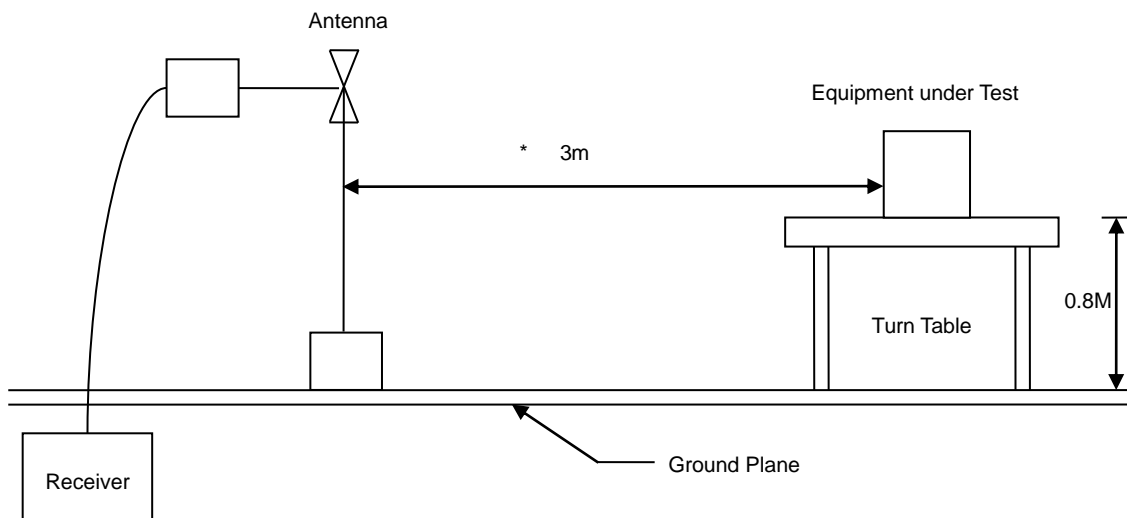 Antenna
Equipment under Test
* 3m
0.8M
Turn Table
Ground Plane
Receiver